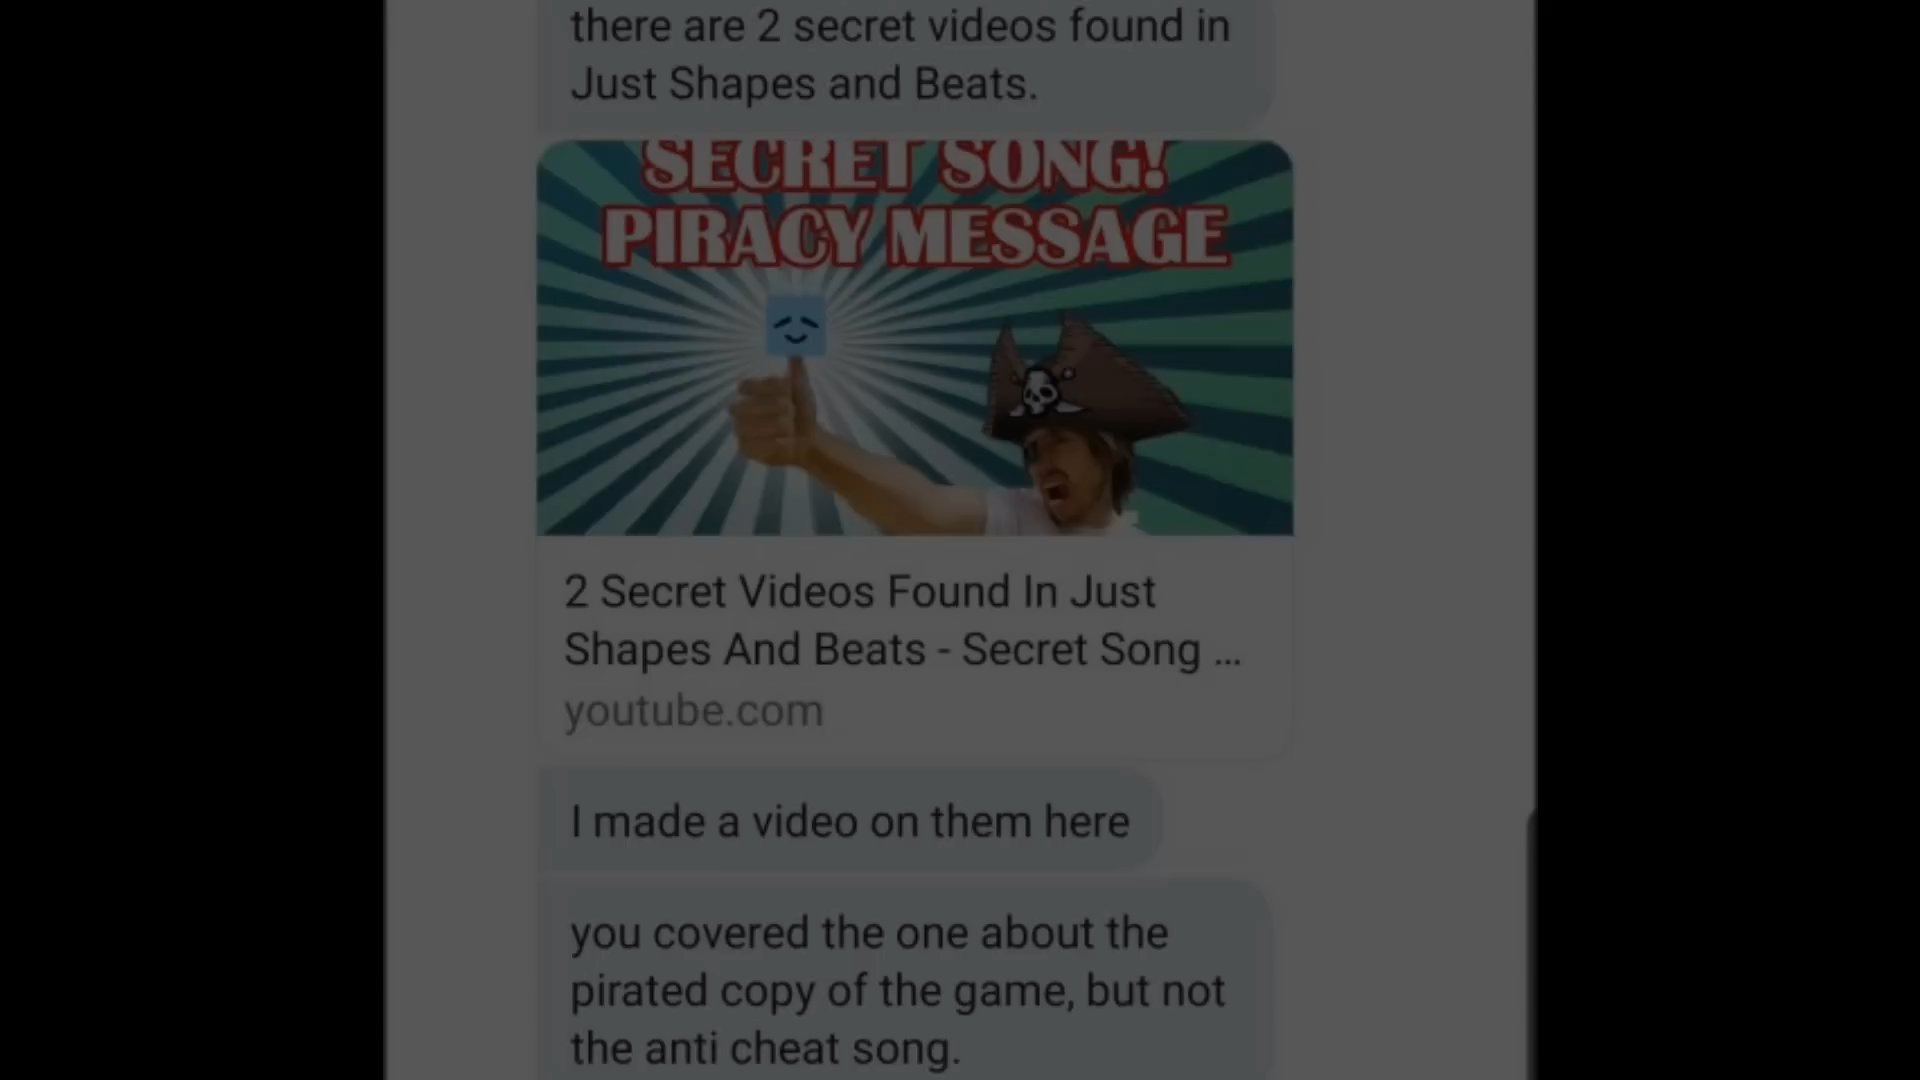 there are 2 secret videos found in
Just Shapes and Beats.
SECRET SONG!
PIRACY MESSAGE
2 Secret Videos Found In Just
Shapes And Beats - Secret Song ...
youtube.com
I made a video on them here
you covered the one about the
pirated copy of the game, but not
the anti cheat song.